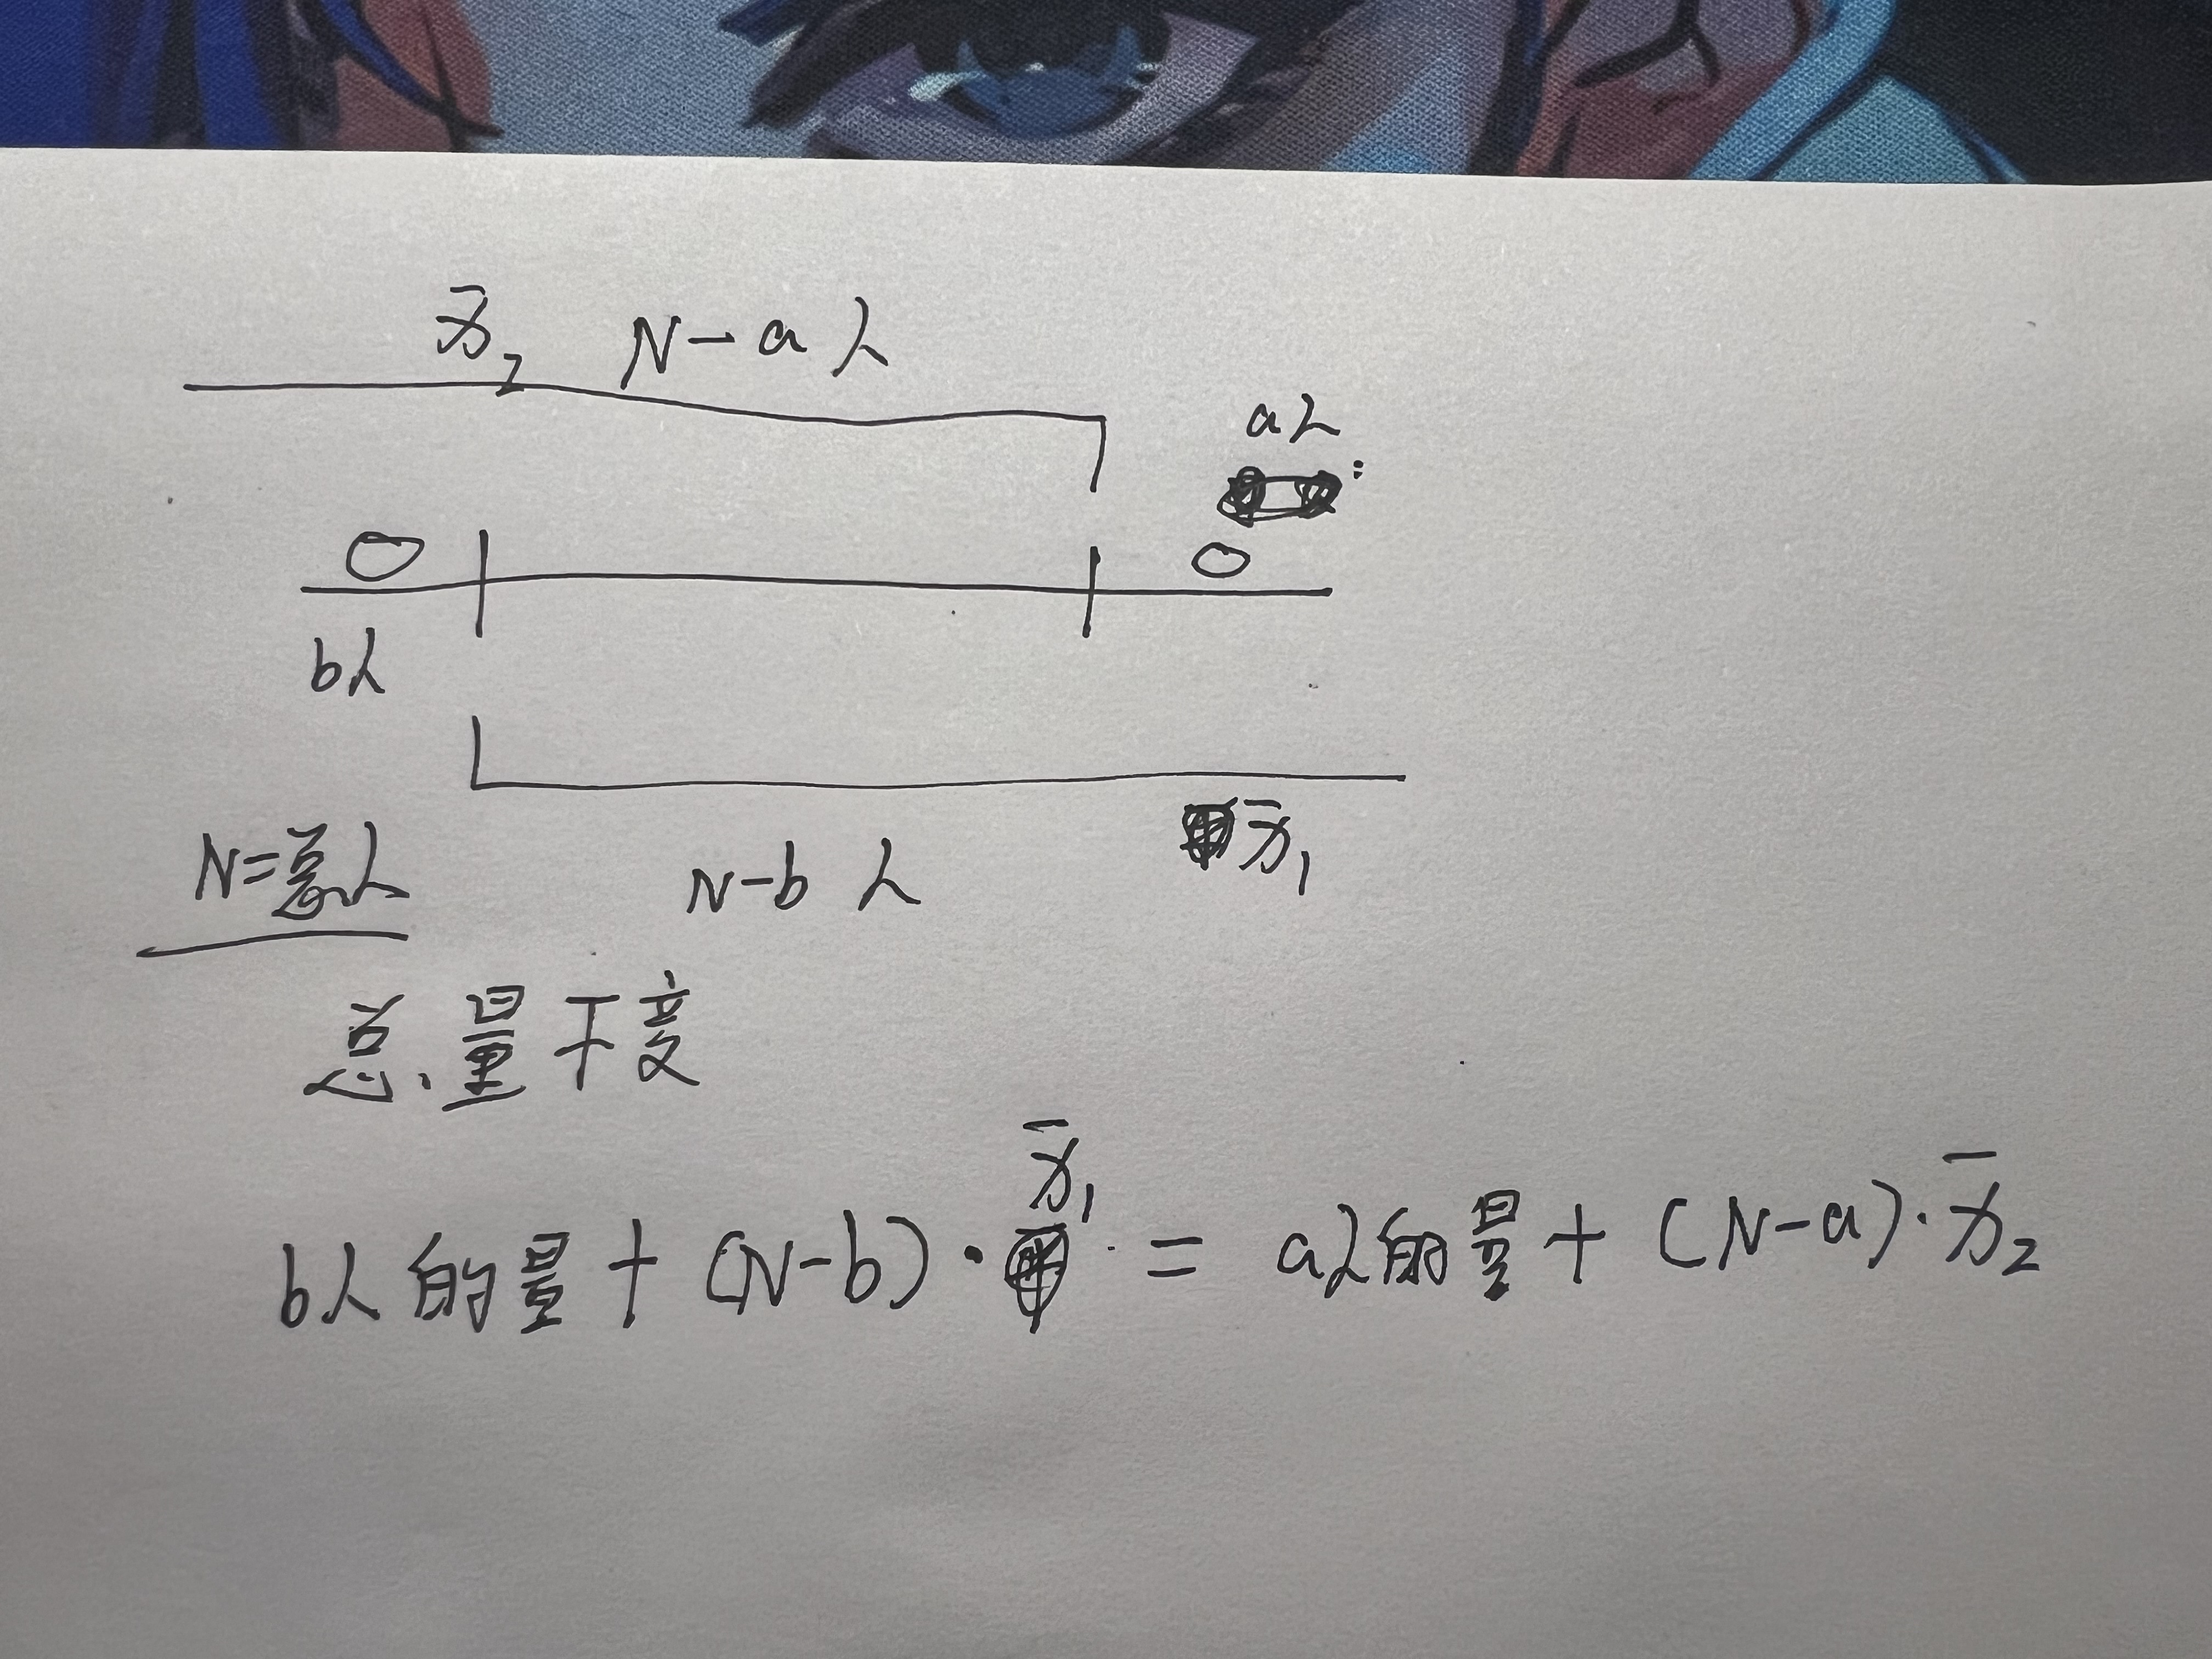 x̄₂ N-a人
a人
b人
x̄₁
N=总人
N-b 人
总量不变
b人的量+(N-b)·x̄₁=a人的量+(N-a)·x̄₂